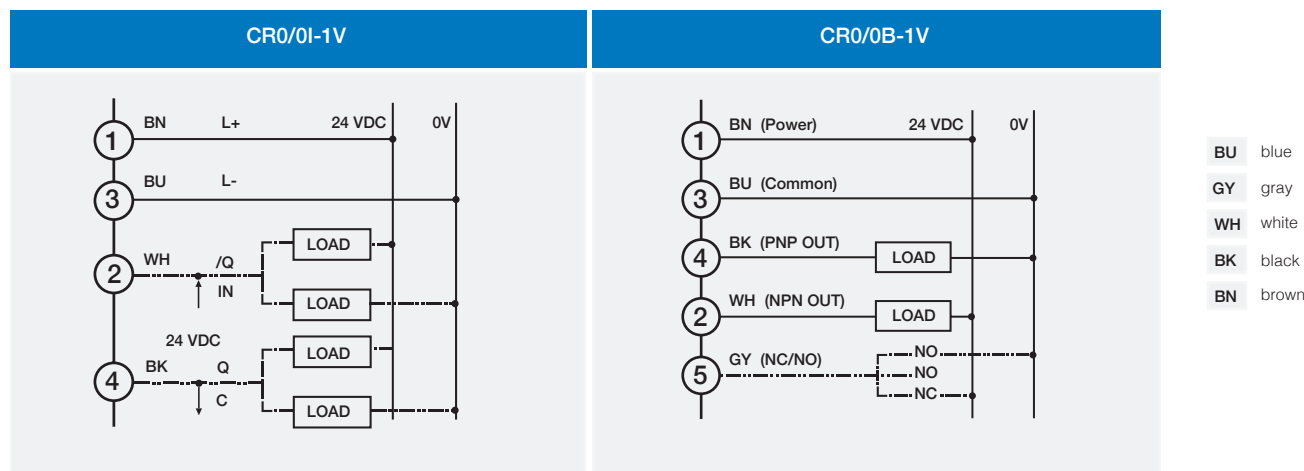 CR0/0I-1V
1 BN L+ 24 VDC 0V
3 BU L-
LOAD
2 WH /Q
IN
LOAD
24 VDC
LOAD
4 BK Q
C
LOAD
CR0/0B-1V
1 BN (Power) 24 VDC 0V
3 BU (Common)
4 BK (PNP OUT) LOAD
2 WH (NPN OUT) LOAD
NO
5 GY (NC/NO) NO
NC
BU blue
GY gray
WH white
BK black
BN brown